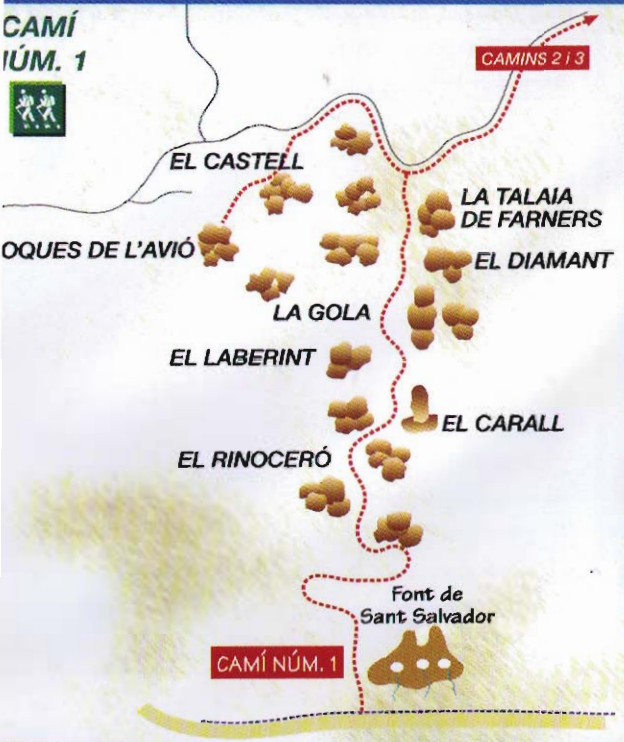 CAMÍ
NÚM. 1
CAMINS 2 i 3
EL CASTELL
LA TALAIA
DE FARNERS
OQUES DE L'AVIÓ
EL DIAMANT
LA GOLA
EL LABERINT
EL CARALL
EL RINOCERÓ
Font de
Sant Salvador
CAMÍ NÚM. 1